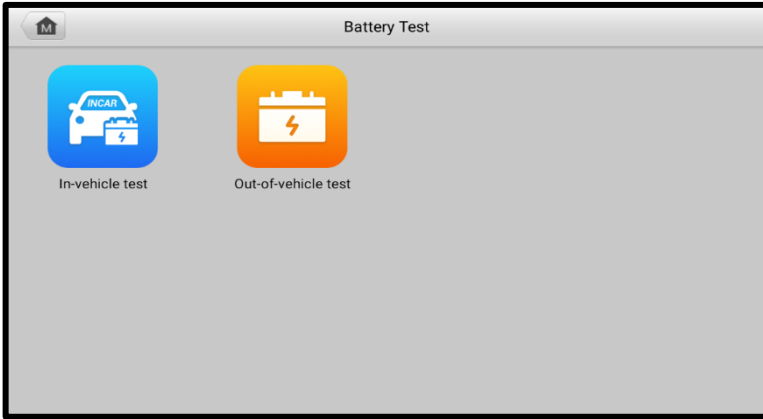 M
Battery Test
INCAR
In-vehicle test
Out-of-vehicle test